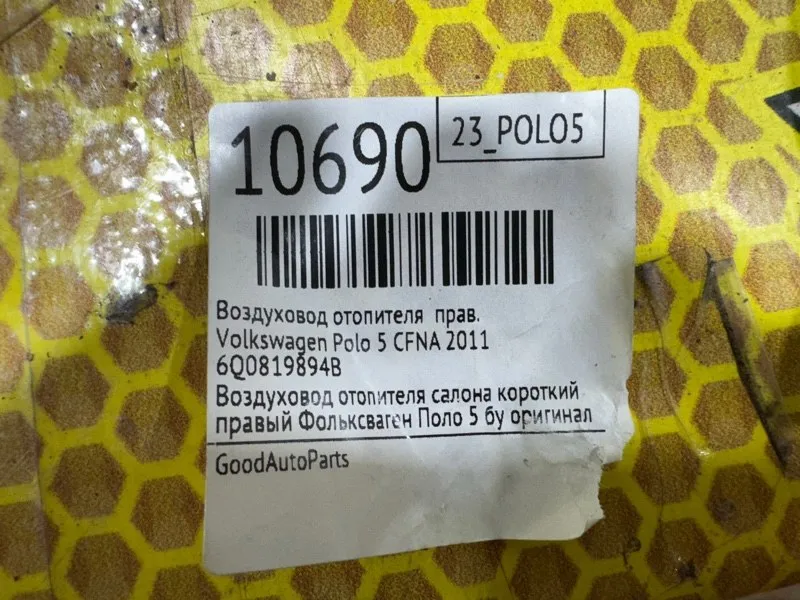 10690
23_POLO5
Воздуховод отопителя прав.
Volkswagen Polo 5 CFNA 2011
6Q0819894B
Воздуховод отопителя салона короткий
правый Фольксваген Поло 5 бу оригинал
GoodAutoParts